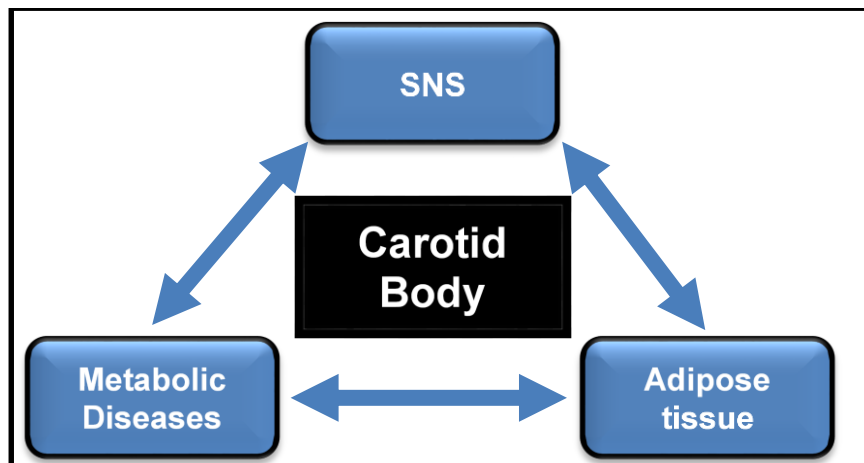 SNS
Carotid
Body
Metabolic
Diseases
Adipose
tissue